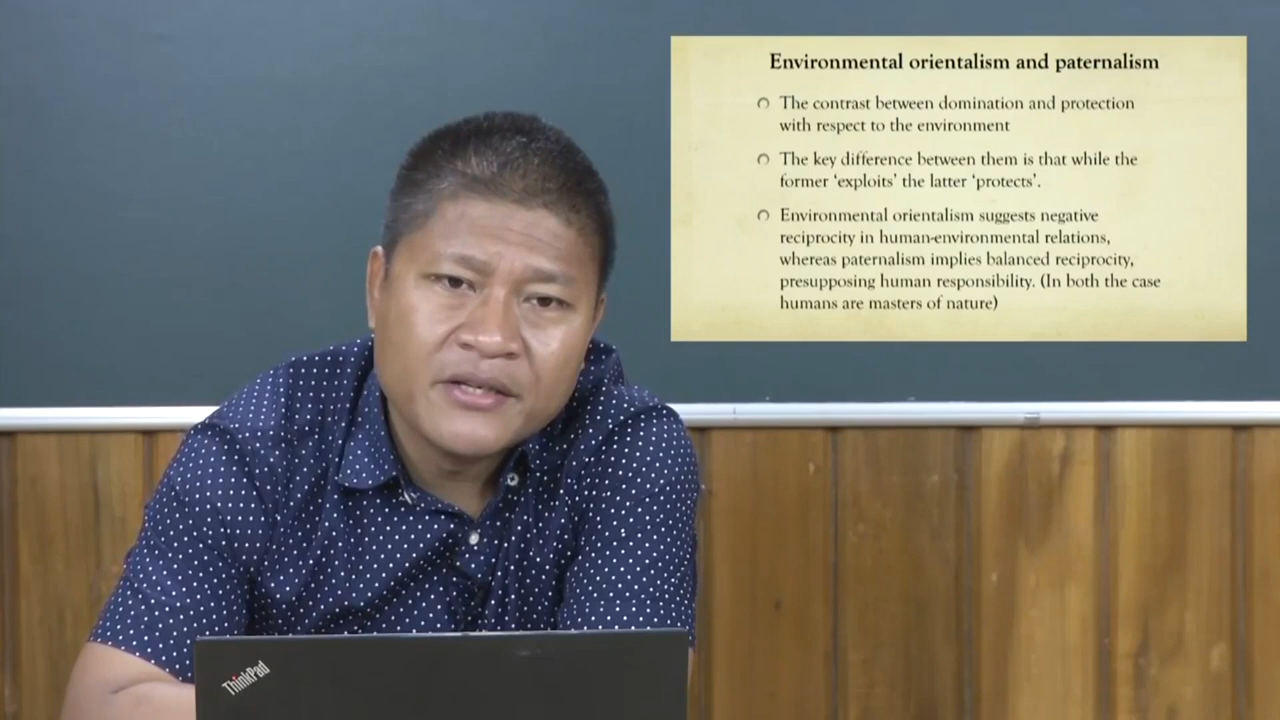 Environmental orientalism and paternalism
The contrast between domination and protection
with respect to the environment
The key difference between them is that while the
former ‘exploits’ the latter ‘protects’.
Environmental orientalism suggests negative
reciprocity in human-environmental relations,
whereas paternalism implies balanced reciprocity,
presupposing human responsibility. (In both the case
humans are masters of nature)
ThinkPad